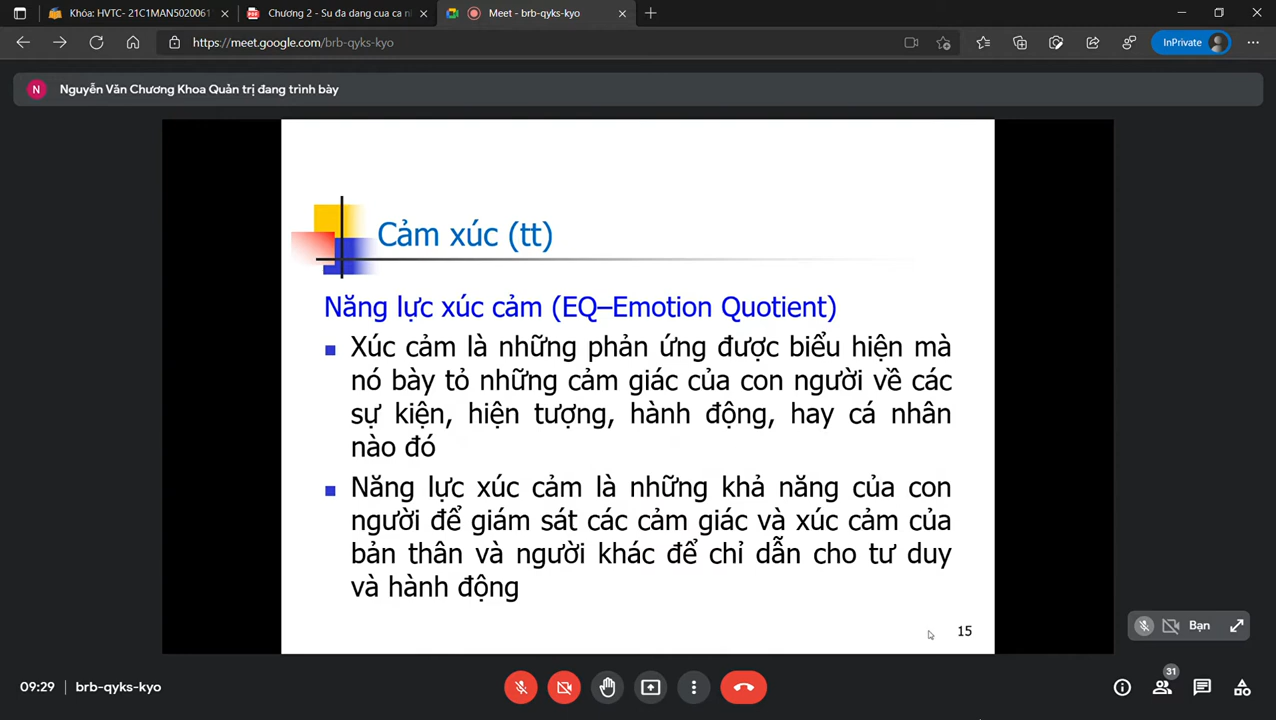 Khóa: HVTC- 21C1MAN5020061
Chương 2 - Su đa dang cua ca n
Meet - brb-qyks-kyo
https://meet.google.com/brb-qyks-kyo
InPrivate
N
Nguyễn Văn Chương Khoa Quản trị đang trình bày
Cảm xúc (tt)
Năng lực xúc cảm (EQ–Emotion Quotient)
Xúc cảm là những phản ứng được biểu hiện mà
nó bày tỏ những cảm giác của con người về các
sự kiện, hiện tượng, hành động, hay cá nhân
nào đó
Năng lực xúc cảm là những khả năng của con
người để giám sát các cảm giác và xúc cảm của
bản thân và người khác để chỉ dẫn cho tư duy
và hành động
15
Bạn
09:29 | brb-qyks-kyo
31